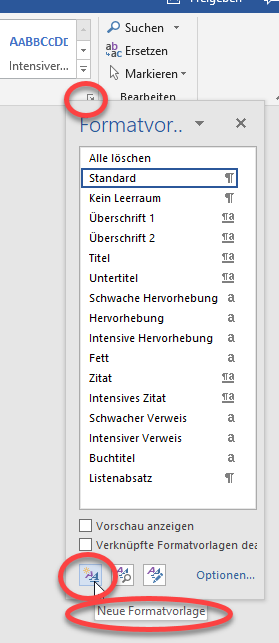 Suchen
AABBCCDE
Ersetzen
Intensiver...
Markieren
Bearbeiten
Formatvor..
Alle löschen
Standard
Kein Leerraum
Überschrift 1
Überschrift 2
Titel
Untertitel
Schwache Hervorhebung
Hervorhebung
Intensive Hervorhebung
Fett
Zitat
Intensives Zitat
Schwacher Verweis
Intensiver Verweis
Buchtitel
Listenabsatz
Vorschau anzeigen
Verknüpfte Formatvorlagen dea
Optionen...
Neue Formatvorlage